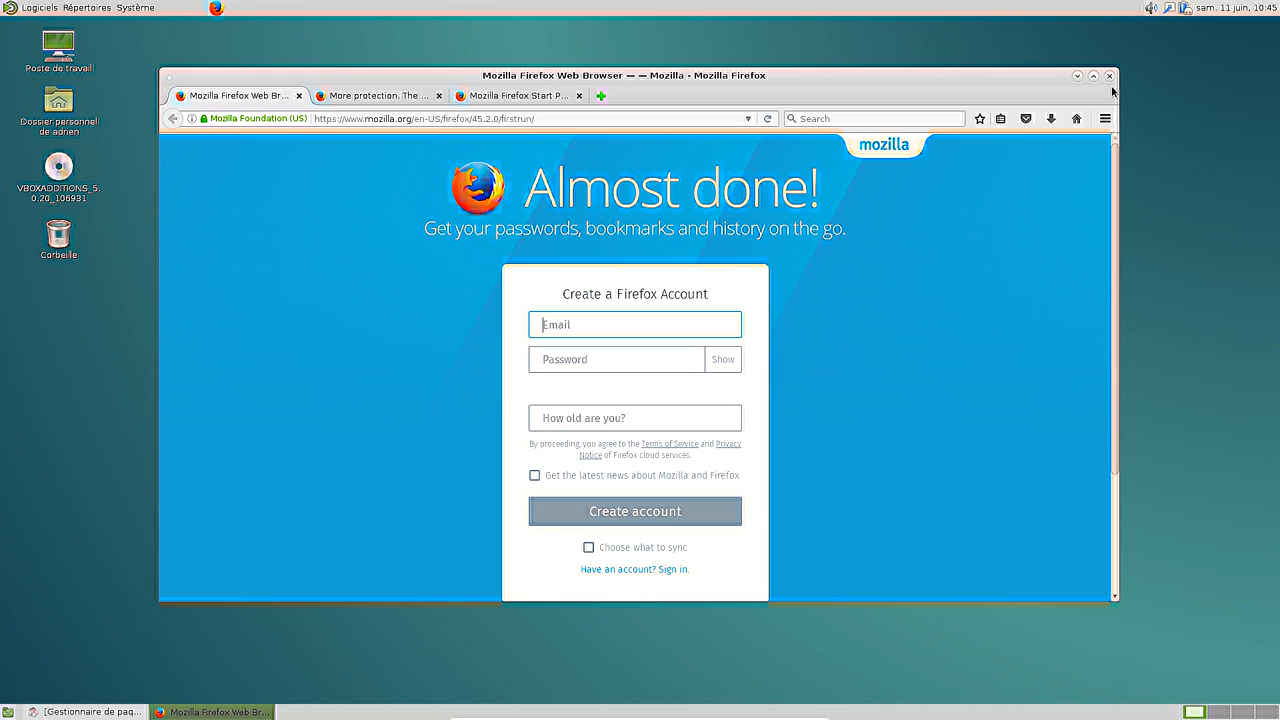 Logiciels Répertoires Système
sam. 11 juin, 10:45
Poste de travail
Dossier personnel
de adrien
VBOXADDITIONS_5.
0.20_106931
Corbeille
Mozilla Firefox Web Browser — — Mozilla - Mozilla Firefox
Mozilla Firefox Web Br...
More protection. The ...
Mozilla Firefox Start P...
Mozilla Foundation (US)
https://www.mozilla.org/en-US/firefox/45.2.0/firstrun/
Search
mozilla
Almost done!
Get your passwords, bookmarks and history on the go.
Create a Firefox Account
Email
Password
Show
How old are you?
By proceeding, you agree to the Terms of Service and Privacy
Notice of Firefox cloud services.
Get the latest news about Mozilla and Firefox.
Create account
Choose what to sync
Have an account? Sign in.
[Gestionnaire de paq...
Mozilla Firefox Web Br...